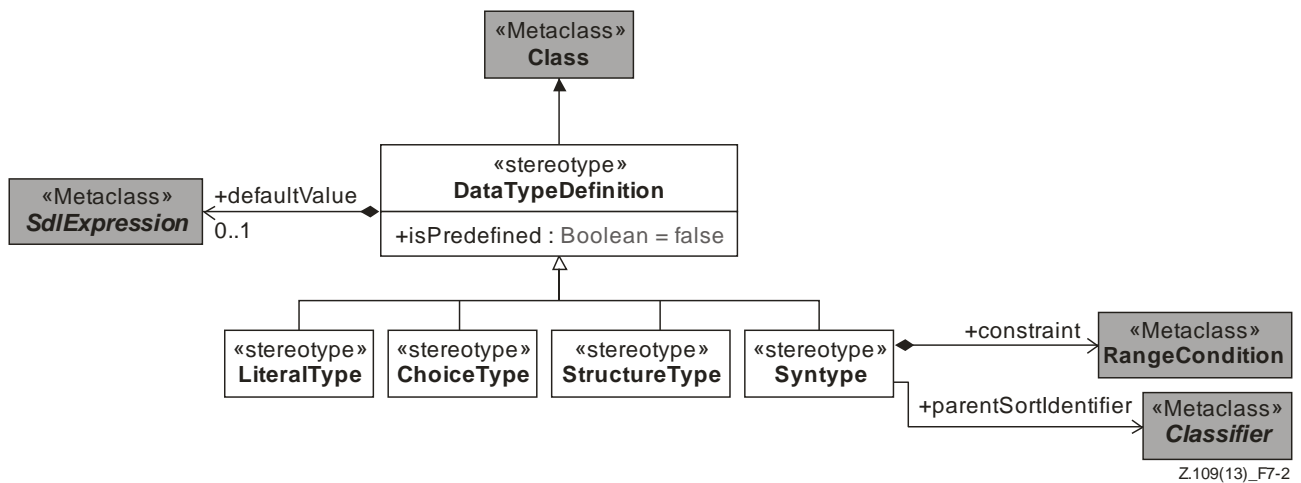 «Metaclass»
Class
«stereotype»
DataTypeDefinition
+isPredefined : Boolean = false
«Metaclass»
SdlExpression
+defaultValue
0..1
«stereotype»
LiteralType
«stereotype»
ChoiceType
«stereotype»
StructureType
«stereotype»
Syntype
+constraint
«Metaclass»
RangeCondition
+parentSortIdentifier
«Metaclass»
Classifier
Z.109(13)_F7-2